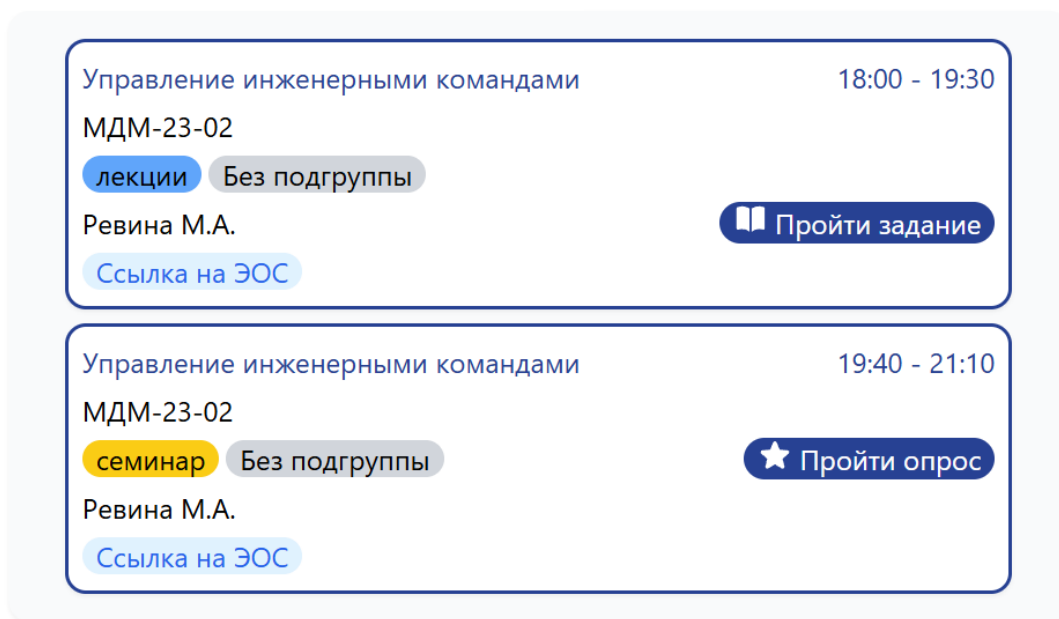 Управление инженерными командами 18:00 - 19:30
МДМ-23-02
лекции Без подгруппы
Ревина М.А. Пройти задание
Ссылка на ЭОС
Управление инженерными командами 19:40 - 21:10
МДМ-23-02
семинар Без подгруппы Пройти опрос
Ревина М.А.
Ссылка на ЭОС